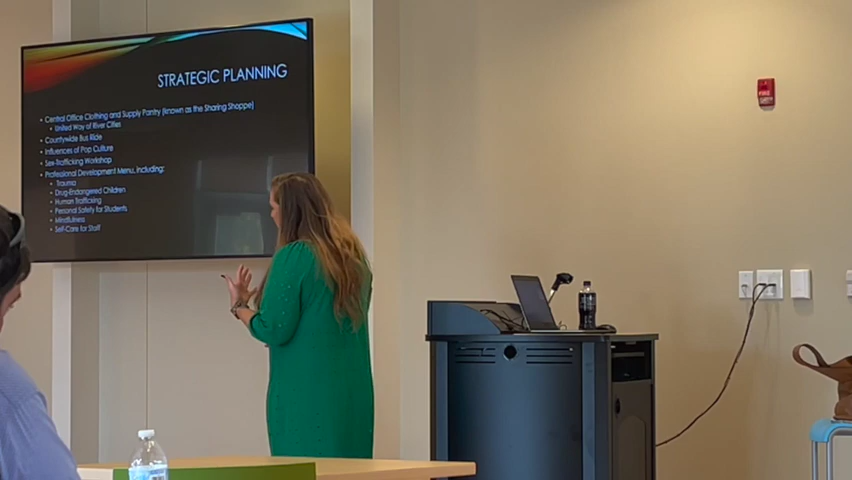 STRATEGIC PLANNING
• Central Office Clothing and Supply Pantry (known as the Sharing Shoppe)
• United Way of River Cities
• Countywide Bus Ride
• Influences of Pop Culture
• Sex-Trafficking Workshop
• Professional Development Menu, including:
• Trauma
• Drug-Endangered Children
• Human Trafficking
• Personal Safety for Students
• Mindfulness
• Self-Care for Staff